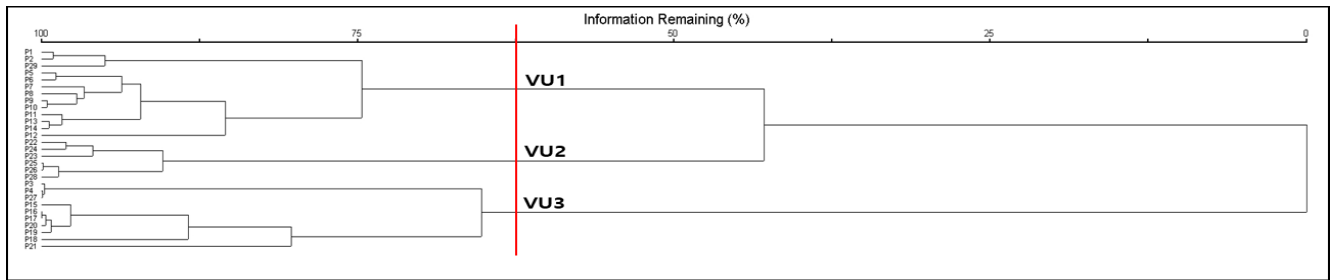 Information Remaining (%)
100 75 50 25 0
P1
P2
P29
P5
P6
P7
P8
P9
P10
P11
P13
P14
P12
P22
P24
P23
P25
P26
P28
P3
P4
P27
P15
P16
P17
P20
P19
P18
P21
VU1
VU2
VU3